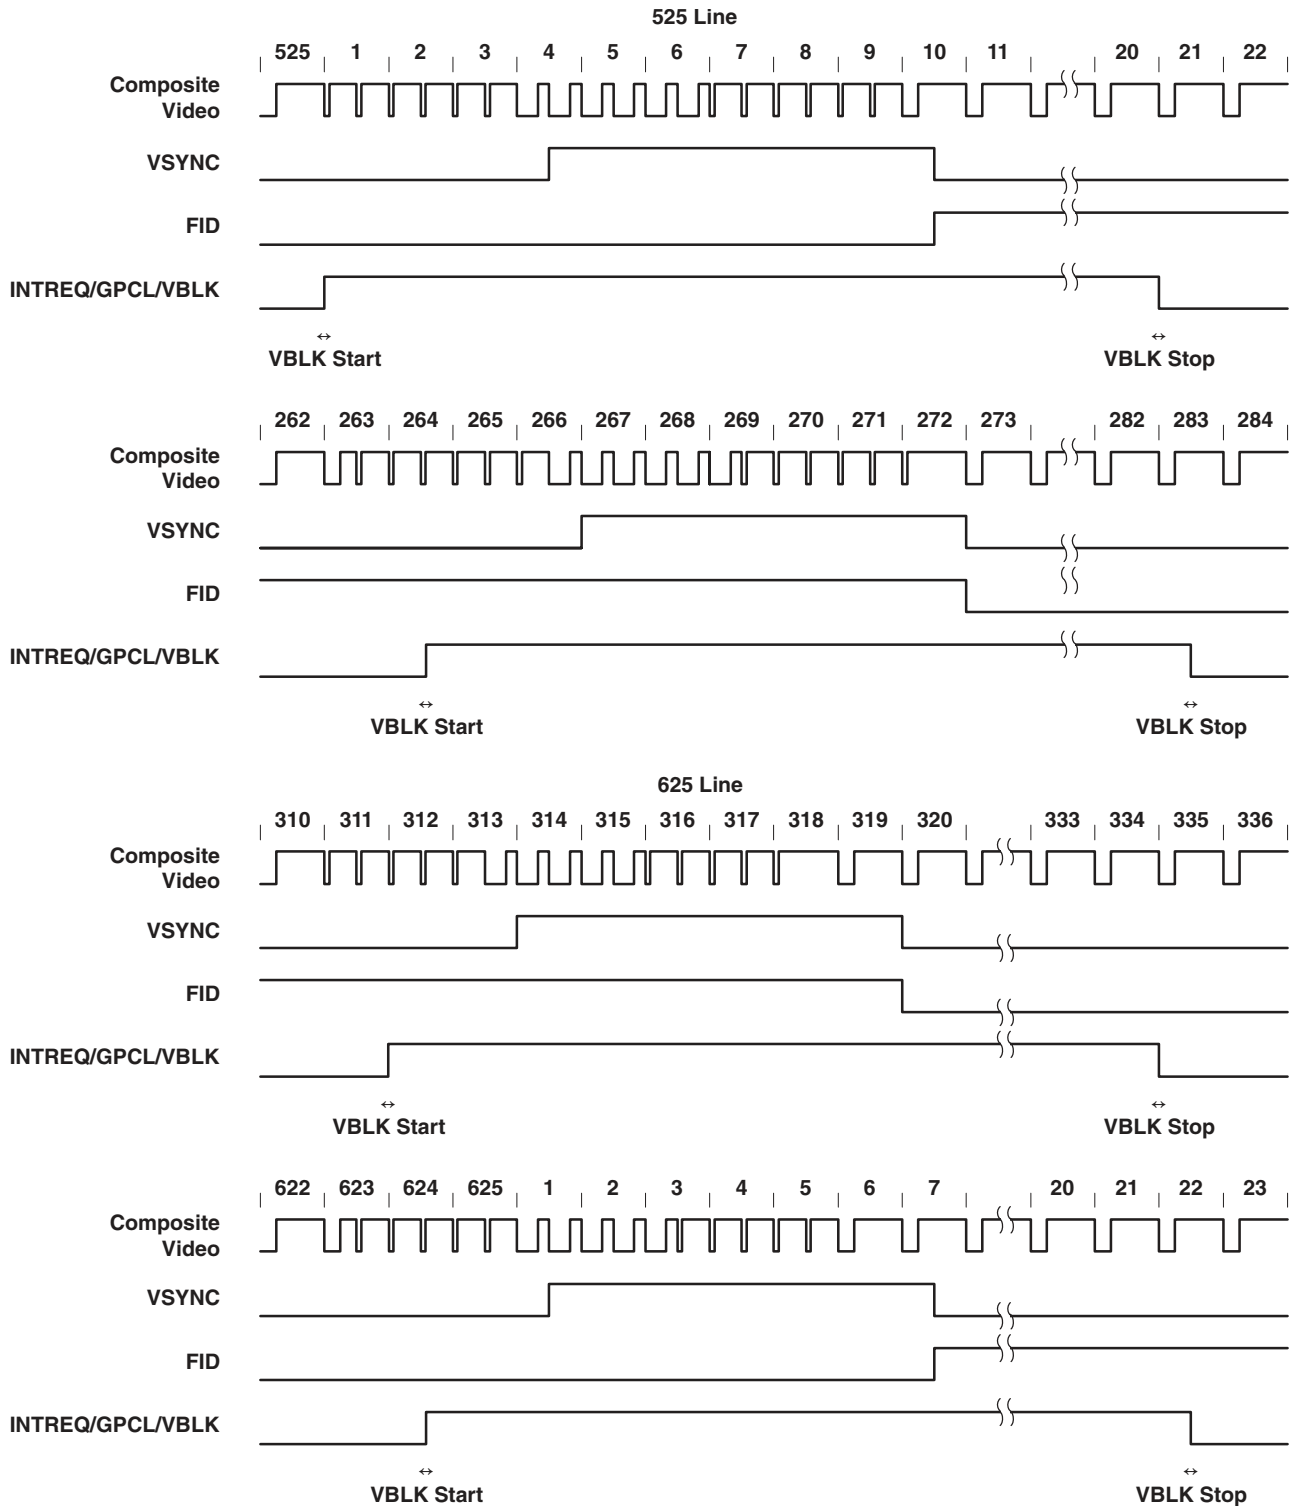 525 Line
525 1 2 3 4 5 6 7 8 9 10 11 20 21 22
Composite
Video
VSYNC
FID
INTREQ/GPCL/VBLK
VBLK Start VBLK Stop
262 263 264 265 266 267 268 269 270 271 272 273 282 283 284
Composite
Video
VSYNC
FID
INTREQ/GPCL/VBLK
VBLK Start VBLK Stop
625 Line
310 311 312 313 314 315 316 317 318 319 320 333 334 335 336
Composite
Video
VSYNC
FID
INTREQ/GPCL/VBLK
VBLK Start VBLK Stop
622 623 624 625 1 2 3 4 5 6 7 20 21 22 23
Composite
Video
VSYNC
FID
INTREQ/GPCL/VBLK
VBLK Start VBLK Stop